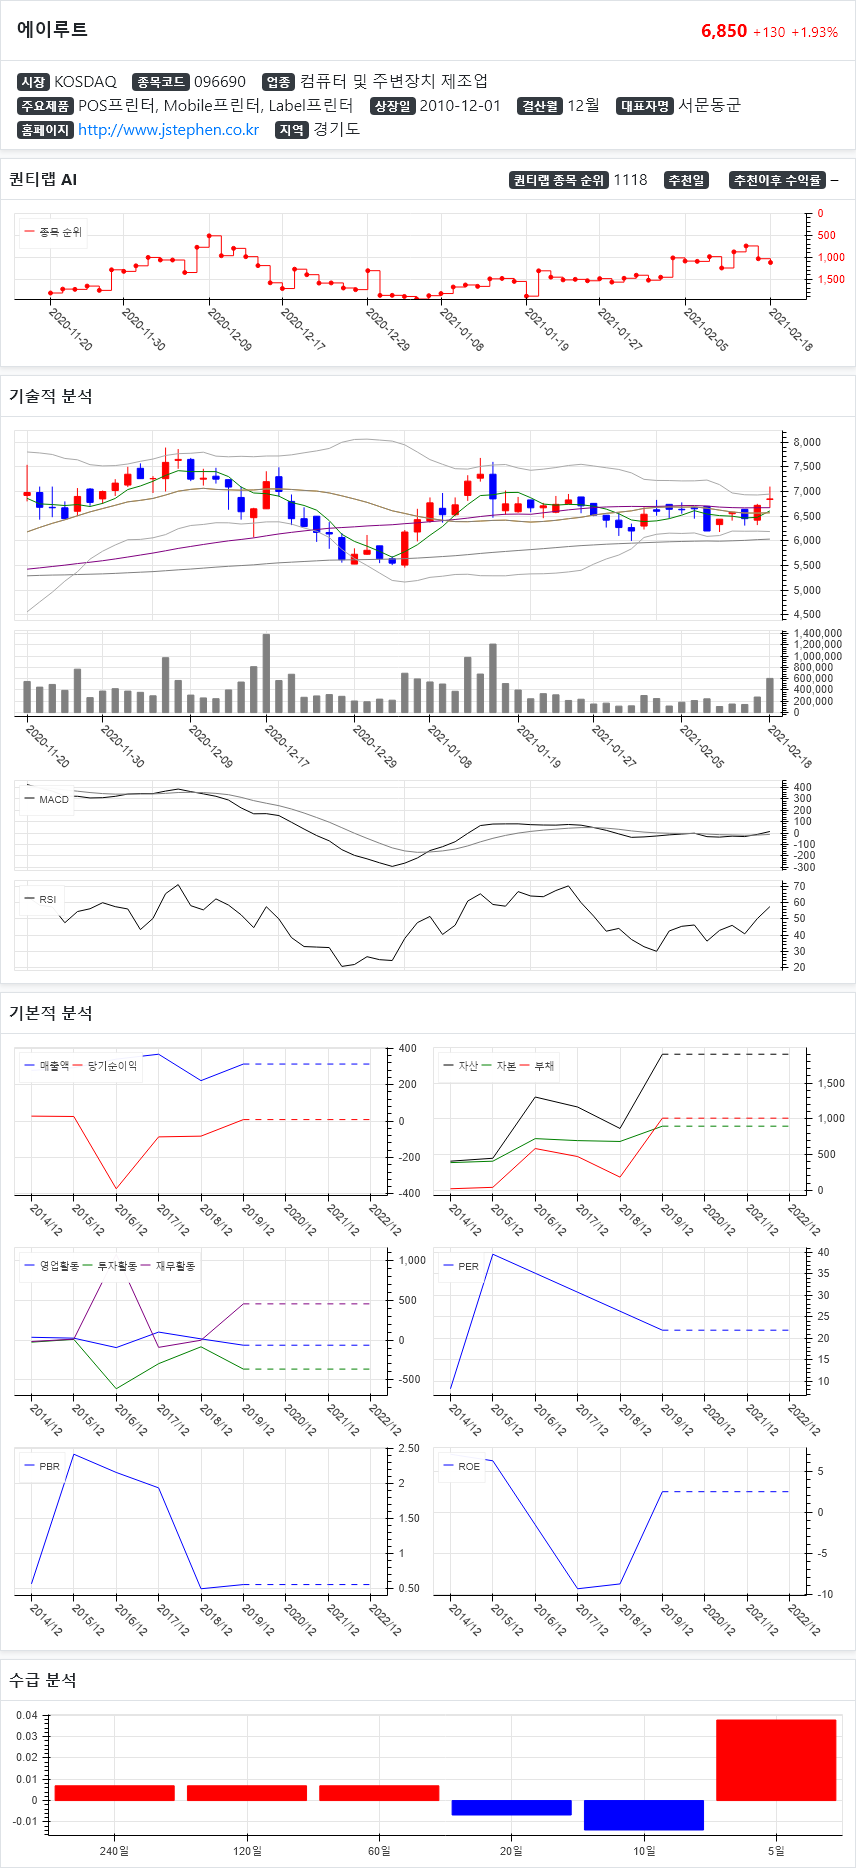 에이루트
6,850 +130 +1.93%
시장 KOSDAQ 종목코드 096690 업종 컴퓨터 및 주변장치 제조업
주요제품 POS프린터, Mobile프린터, Label프린터 상장일 2010-12-01 결산월 12월 대표자명 서문동군
홈페이지 http://www.jstephen.co.kr 지역 경기도
퀀티랩 AI
퀀티랩 종목 순위 1118 추천일 추천이후 수익률 –
종목 순위
0
500
1,000
1,500
2020-11-20 2020-11-30 2020-12-09 2020-12-17 2020-12-29 2021-01-08 2021-01-19 2021-01-27 2021-02-05 2021-02-18
기술적 분석
8,000
7,500
7,000
6,500
6,000
5,500
5,000
4,500
1,400,000
1,200,000
1,000,000
800,000
600,000
400,000
200,000
0
2020-11-20 2020-11-30 2020-12-09 2020-12-17 2020-12-29 2021-01-08 2021-01-19 2021-01-27 2021-02-05 2021-02-18
MACD
400
300
200
100
0
-100
-200
-300
RSI
70
60
50
40
30
20
기본적 분석
매출액 당기순이익
400
200
0
-200
-400
2014/12 2015/12 2016/12 2017/12 2018/12 2019/12 2020/12 2021/12 2022/12
자산 자본 부채
1,500
1,000
500
0
2014/12 2015/12 2016/12 2017/12 2018/12 2019/12 2020/12 2021/12 2022/12
영업활동 투자활동 재무활동
1,000
500
0
-500
2014/12 2015/12 2016/12 2017/12 2018/12 2019/12 2020/12 2021/12 2022/12
PER
40
35
30
25
20
15
10
2014/12 2015/12 2016/12 2017/12 2018/12 2019/12 2020/12 2021/12 2022/12
PBR
2.50
2
1.50
1
0.50
2014/12 2015/12 2016/12 2017/12 2018/12 2019/12 2020/12 2021/12 2022/12
ROE
5
0
-5
-10
2014/12 2015/12 2016/12 2017/12 2018/12 2019/12 2020/12 2021/12 2022/12
수급 분석
0.04
0.03
0.02
0.01
0
-0.01
240일 120일 60일 20일 10일 5일